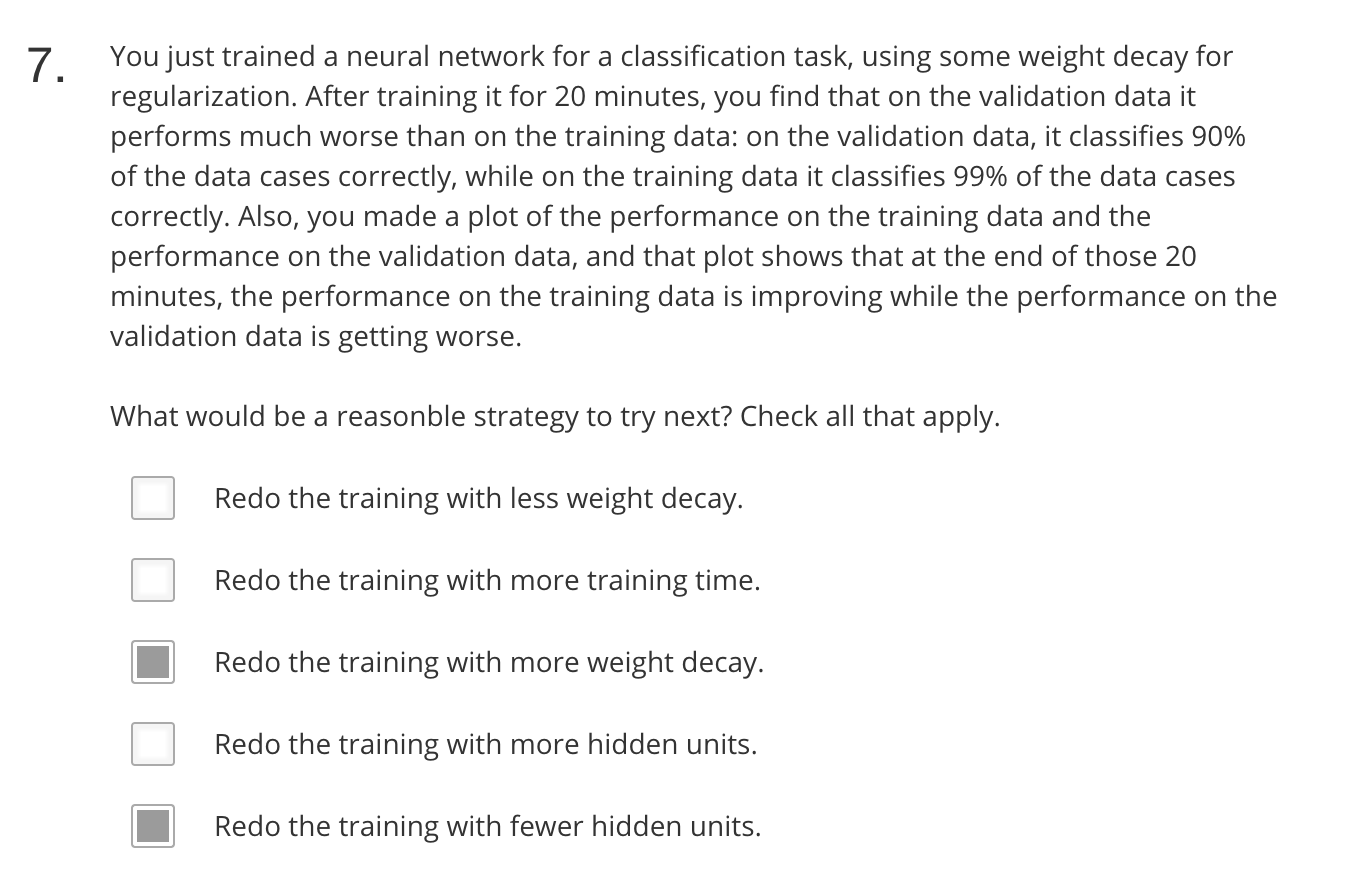 7. You just trained a neural network for a classification task, using some weight decay for
regularization. After training it for 20 minutes, you find that on the validation data it
performs much worse than on the training data: on the validation data, it classifies 90%
of the data cases correctly, while on the training data it classifies 99% of the data cases
correctly. Also, you made a plot of the performance on the training data and the
performance on the validation data, and that plot shows that at the end of those 20
minutes, the performance on the training data is improving while the performance on the
validation data is getting worse.
What would be a reasonble strategy to try next? Check all that apply.
Redo the training with less weight decay.
Redo the training with more training time.
Redo the training with more weight decay.
Redo the training with more hidden units.
Redo the training with fewer hidden units.